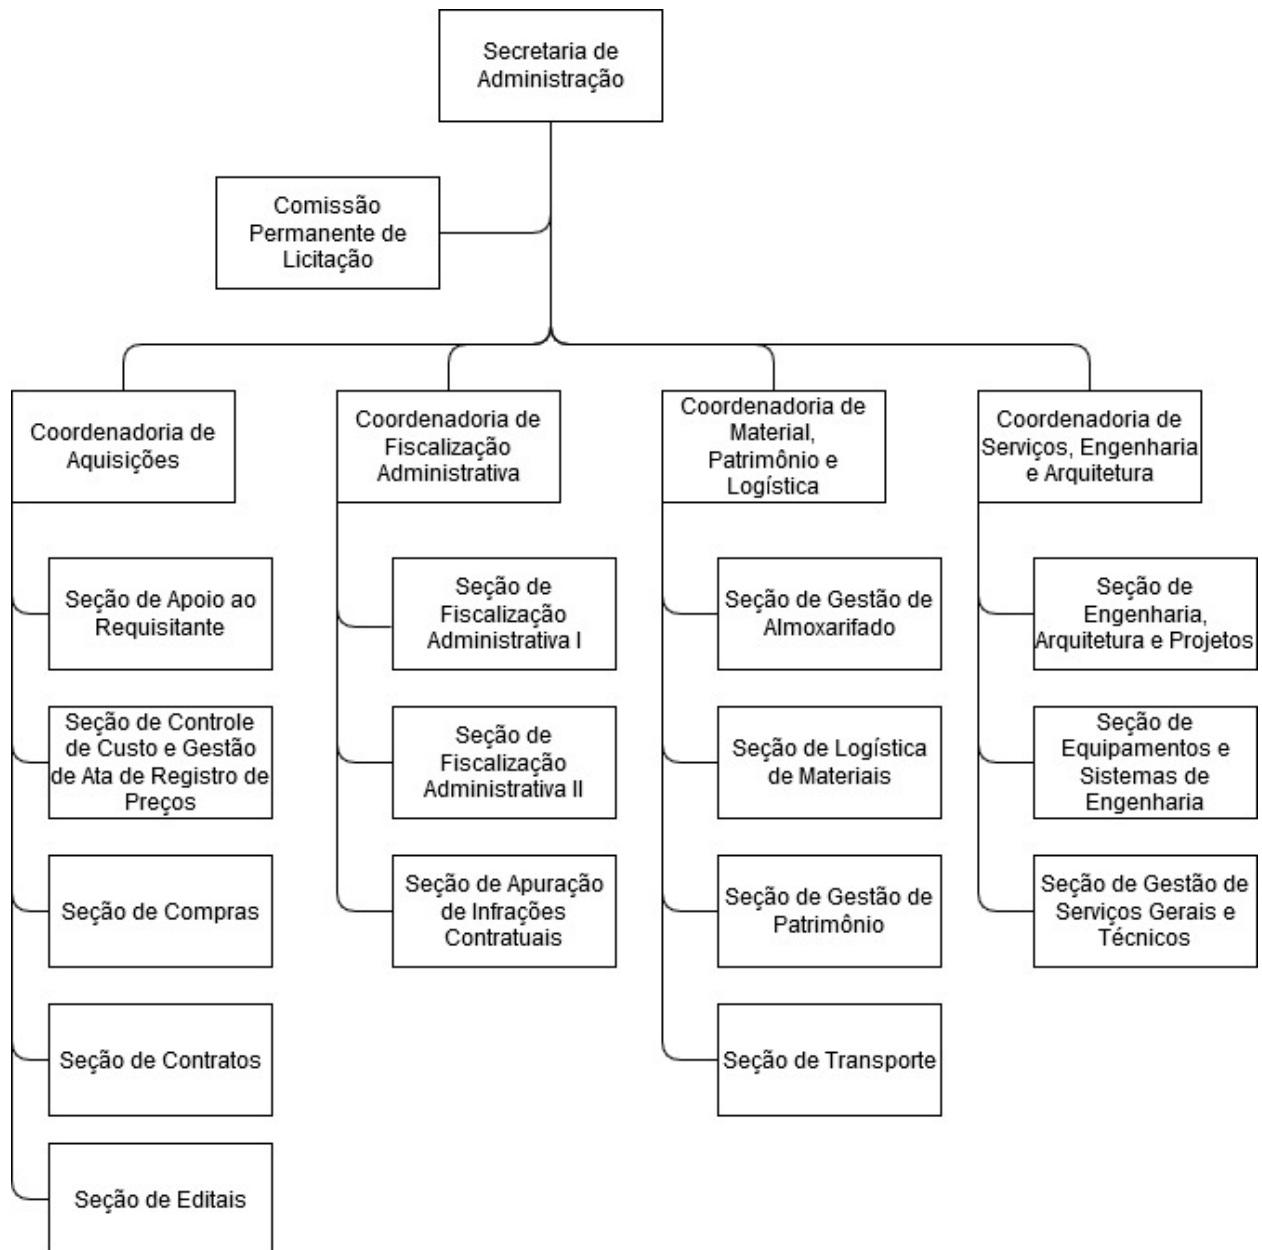 Secretaria de
Administração
Comissão
Permanente de
Licitação
Coordenadoria de
Aquisições
Coordenadoria de
Fiscalização
Administrativa
Coordenadoria de
Material,
Patrimônio e
Logística
Coordenadoria de
Serviços, Engenharia
e Arquitetura
Seção de Apoio ao
Requisitante
Seção de
Fiscalização
Administrativa I
Seção de Gestão de
Almoxarifado
Seção de
Engenharia,
Arquitetura e Projetos
Seção de Controle
de Custo e Gestão
de Ata de Registro de
Preços
Seção de
Fiscalização
Administrativa II
Seção de Logística
de Materiais
Seção de
Equipamentos e
Sistemas de
Engenharia
Seção de Compras
Seção de Apuração
de Infrações
Contratuais
Seção de Gestão de
Patrimônio
Seção de Gestão de
Serviços Gerais e
Técnicos
Seção de Contratos
Seção de Transporte
Seção de Editais